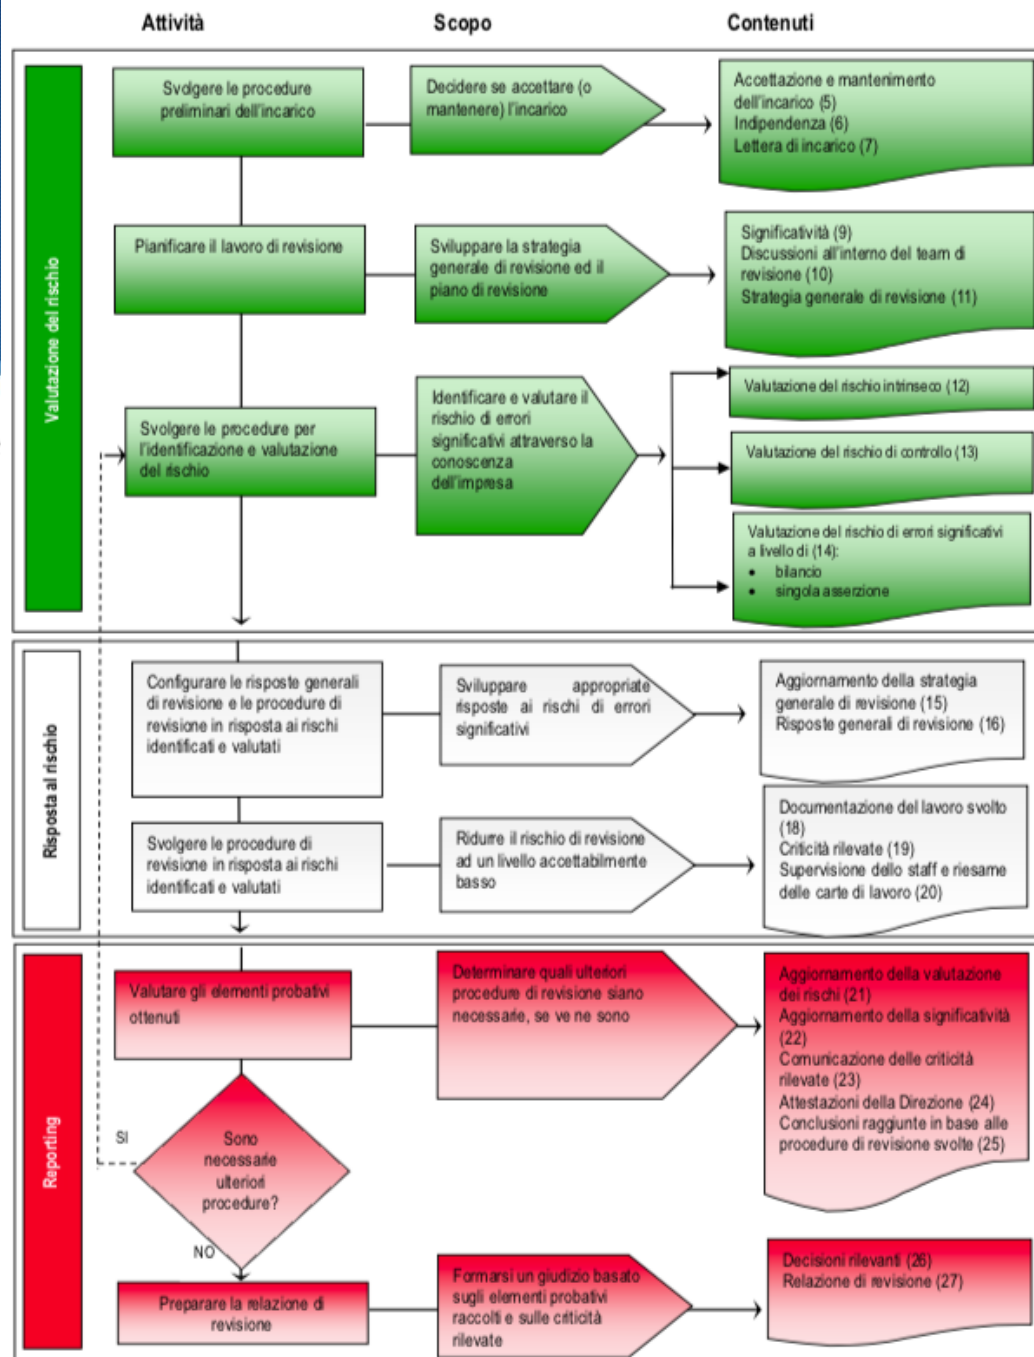 Attività
Scopo
Contenuti
Valutazione del rischio
Svolgere le procedure
preliminari dell'incarico
Decidere se accettare (o
mantenere) l'incarico
Accettazione e mantenimento
dell'incarico (5)
Indipendenza (6)
Lettera di incarico (7)
Pianificare il lavoro di revisione
Sviluppare la strategia
generale di revisione ed il
piano di revisione
Significatività (9)
Discussioni all'interno del team di
revisione (10)
Strategia generale di revisione (11)
Svolgere le procedure per
l'identificazione e valutazione
del rischio
Identificare e valutare il
rischio di errori
significativi attraverso la
conoscenza
dell'impresa
Valutazione del rischio intrinseco (12)
Valutazione del rischio di controllo (13)
Valutazione del rischio di errori significativi
a livello di (14):
• bilancio
• singola asserzione
Risposta al rischio
Configurare le risposte generali
di revisione e le procedure di
revisione in risposta ai rischi
identificati e valutati
Sviluppare appropriate
risposte ai rischi di errori
significativi
Aggiornamento della strategia
generale di revisione (15)
Risposte generali di revisione (16)
Svolgere le procedure di
revisione in risposta ai rischi
identificati e valutati
Ridurre il rischio di revisione
ad un livello accettabilmente
basso
Documentazione del lavoro svolto
(18)
Criticità rilevate (19)
Supervisione dello staff e riesame
delle carte di lavoro (20)
Reporting
Valutare gli elementi probativi
ottenuti
Determinare quali ulteriori
procedure di revisione siano
necessarie, se ve ne sono
Aggiornamento della valutazione
dei rischi (21)
Aggiornamento della significatività
(22)
Comunicazione delle criticità
rilevate (23)
Attestazioni della Direzione (24)
Conclusioni raggiunte in base alle
procedure di revisione svolte (25)
SI
Sono
necessarie
ulteriori
procedure?
NO
Preparare la relazione di
revisione
Formarsi un giudizio basato
sugli elementi probativi
raccolti e sulle criticità
rilevate
Decisioni rilevanti (26)
Relazione di revisione (27)